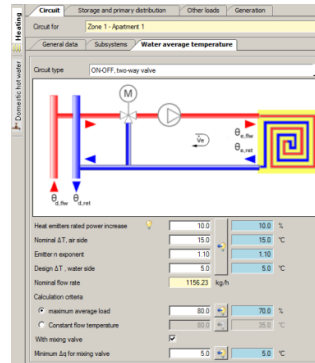 Circuit
Storage and primary distribution
Other loads
Generation
Heating
Domestic hot water
Circuit for
Zone 1 - Apartment 1
General data
Subsystems
Water average temperature
Circuit type
ON-OFF, two-way valve
M
V̇e
θe,flw
θe,ret
θd,flw
θd,ret
Heat emitters rated power increase 10.0 10.0 %
Nominal ΔT, air side 15.0 15.0 °C
Emitter n exponent 1.10 1.10
Design ΔT , water side 5.0 5.0 °C
Nominal flow rate 1156.23 kg/h
Calculation criteria
maximum average load 80.0 70.0 %
Constant flow temperature 35.0 °C
With mixing valve
Minimum Δq for mixing valve 5.0 5.0 °C